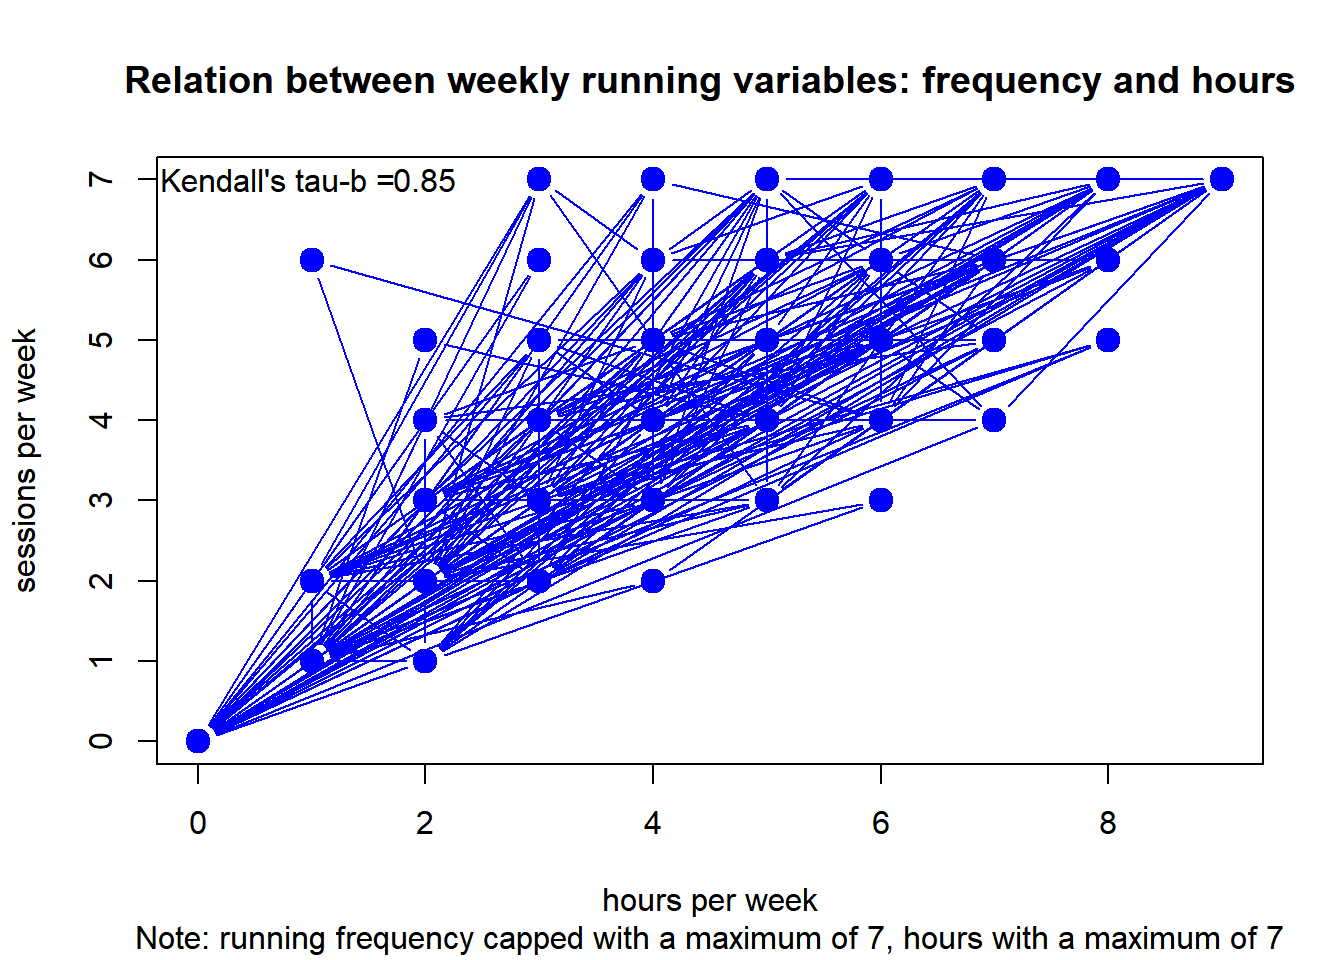 Relation between weekly running variables: frequency and hours
Kendall's tau-b =0.85
sessions per week
7
6
5
4
3
2
1
0
0 2 4 6 8
hours per week
Note: running frequency capped with a maximum of 7, hours with a maximum of 7